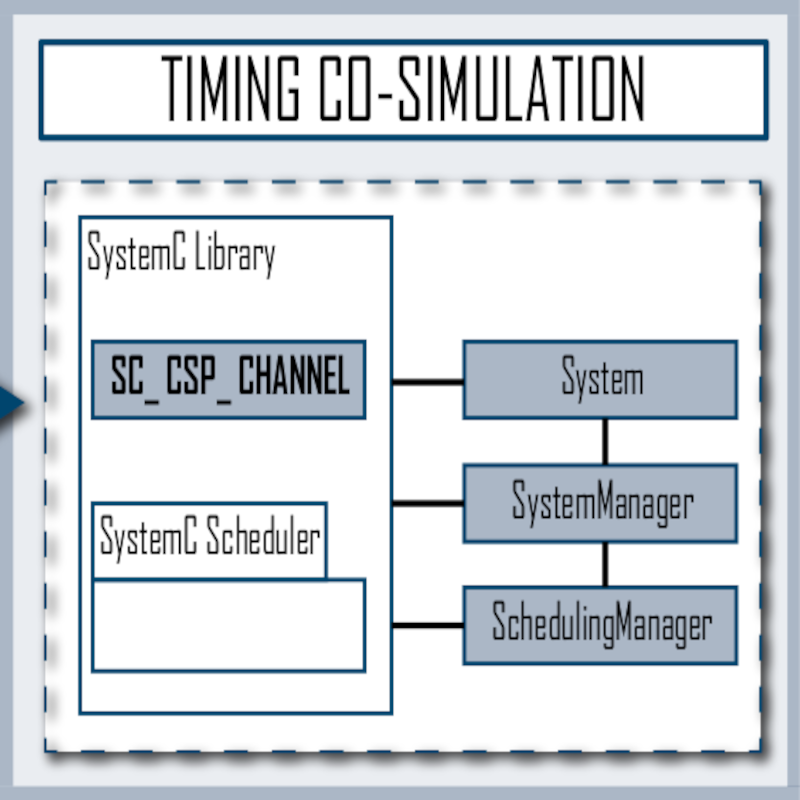 TIMING CO-SIMULATION
SystemC Library
SC_CSP_CHANNEL
System
SystemManager
SystemC Scheduler
SchedulingManager